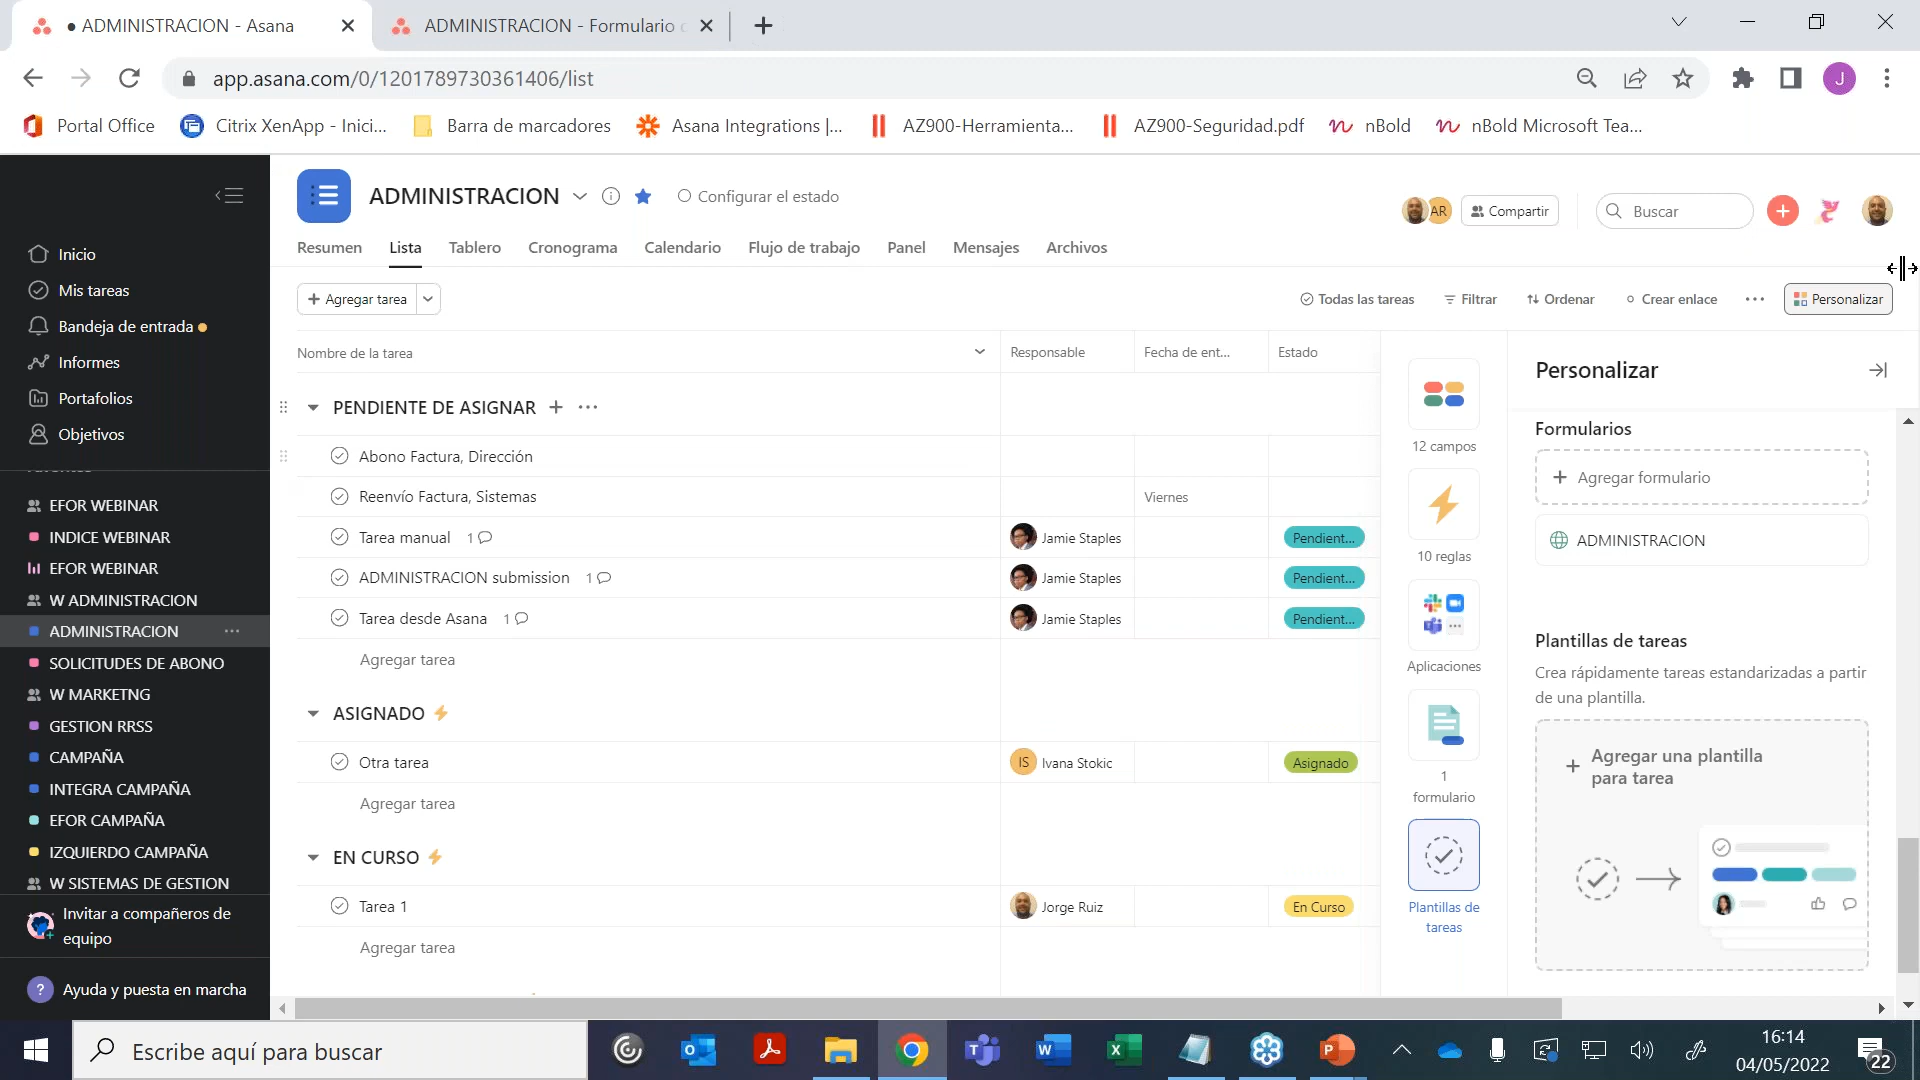 ● ADMINISTRACION - Asana
ADMINISTRACION - Formulario
app.asana.com/0/1201789730361406/list
J
Portal Office
Citrix XenApp - Inici...
Barra de marcadores
Asana Integrations |...
AZ900-Herramienta...
AZ900-Seguridad.pdf
nBold
nBold Microsoft Tea...
ADMINISTRACION
Configurar el estado
AR
Compartir
Buscar
Resumen
Lista
Tablero
Cronograma
Calendario
Flujo de trabajo
Panel
Mensajes
Archivos
Inicio
Mis tareas
Bandeja de entrada
Informes
Portafolios
Objetivos
EFOR WEBINAR
INDICE WEBINAR
EFOR WEBINAR
W ADMINISTRACION
ADMINISTRACION
SOLICITUDES DE ABONO
W MARKETNG
GESTION RRSS
CAMPAÑA
INTEGRA CAMPAÑA
EFOR CAMPAÑA
IZQUIERDO CAMPAÑA
W SISTEMAS DE GESTION
Invitar a compañeros de
equipo
? Ayuda y puesta en marcha
+ Agregar tarea
Todas las tareas
Filtrar
Ordenar
Crear enlace
Personalizar
Nombre de la tarea
Responsable
Fecha de ent...
Estado
PENDIENTE DE ASIGNAR
Abono Factura, Dirección
Reenvío Factura, Sistemas
Viernes
Tarea manual 1
Jamie Staples
Pendient...
ADMINISTRACION submission 1
Jamie Staples
Pendient...
Tarea desde Asana 1
Jamie Staples
Pendient...
Agregar tarea
ASIGNADO
Otra tarea
IS Ivana Stokic
Asignado
Agregar tarea
EN CURSO
Tarea 1
Jorge Ruiz
En Curso
Agregar tarea
12 campos
10 reglas
Aplicaciones
1
formulario
Plantillas de
tareas
Personalizar
Formularios
+ Agregar formulario
ADMINISTRACION
Plantillas de tareas
Crea rápidamente tareas estandarizadas a partir
de una plantilla.
+ Agregar una plantilla
para tarea
Escribe aquí para buscar
16:14
04/05/2022
22